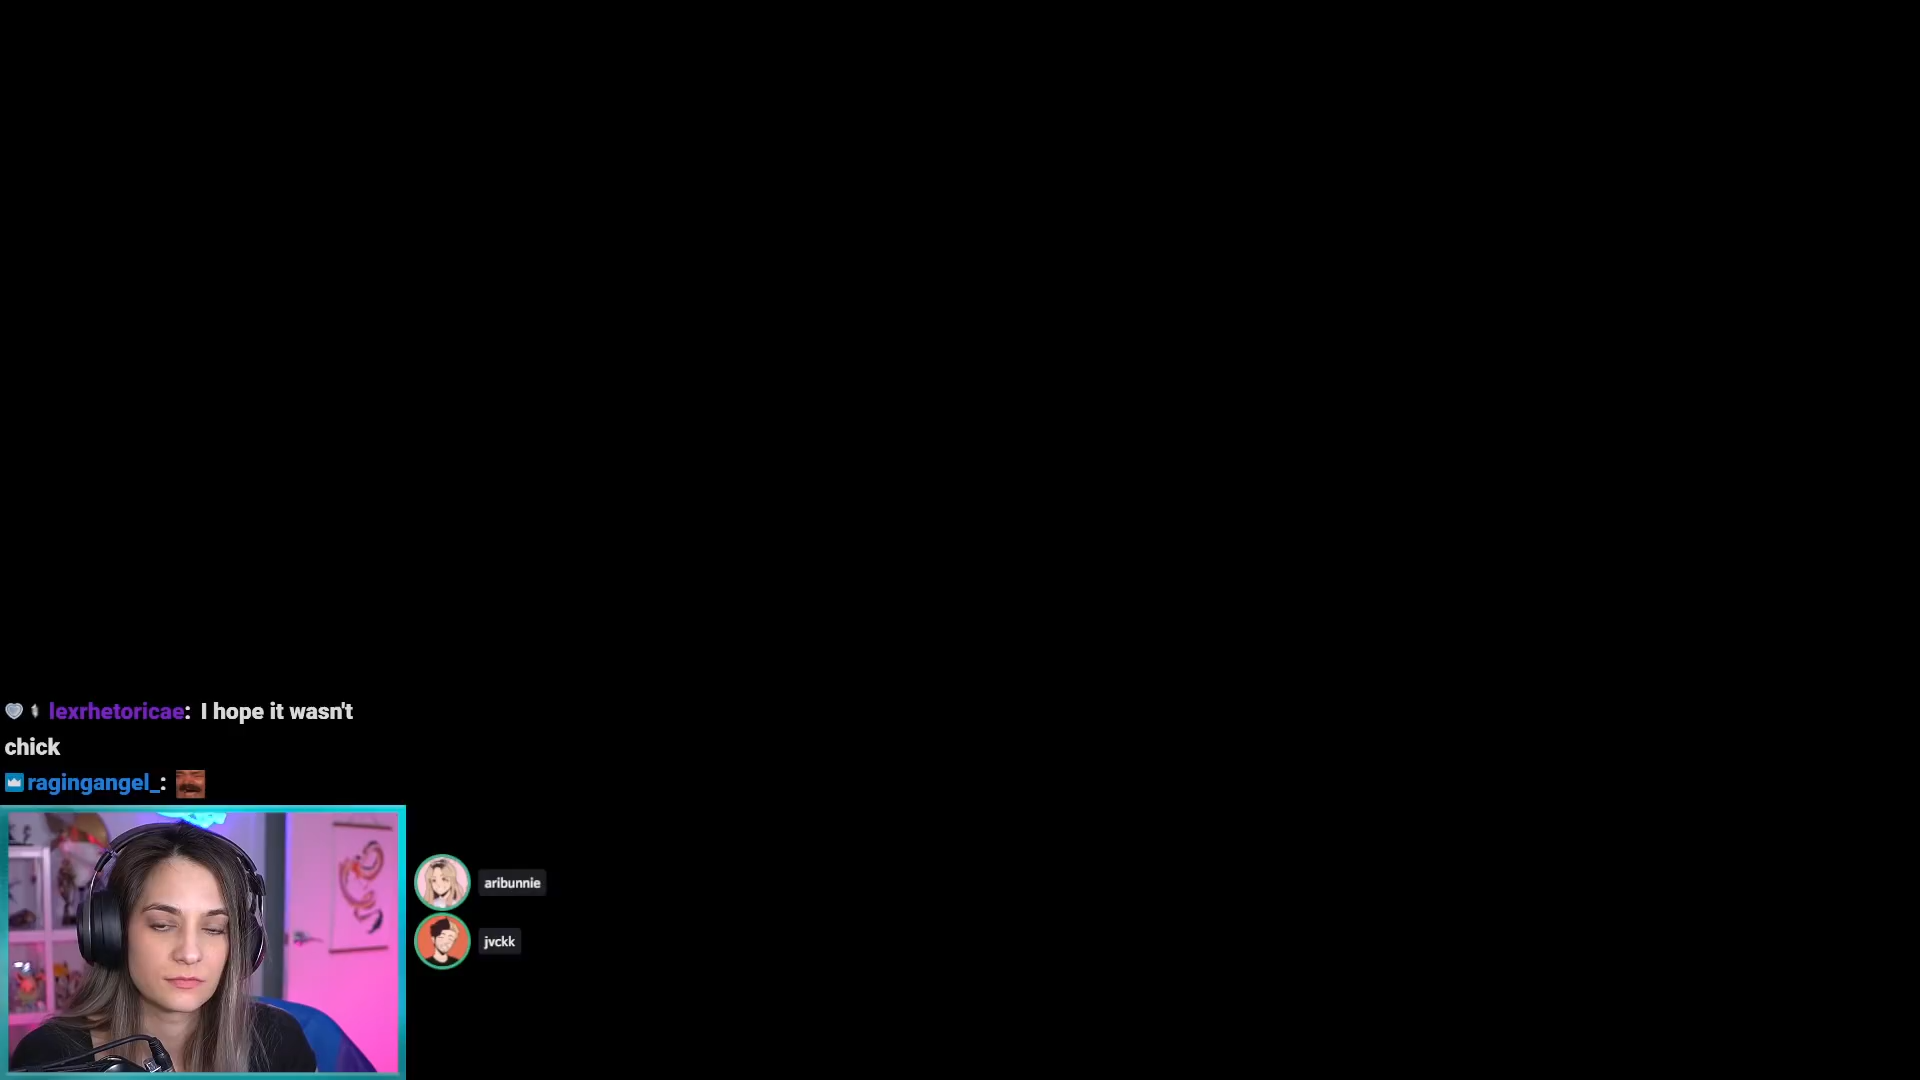 lexrhetoricae: I hope it wasn't
chick
ragingangel_:
aribunnie
jvckk